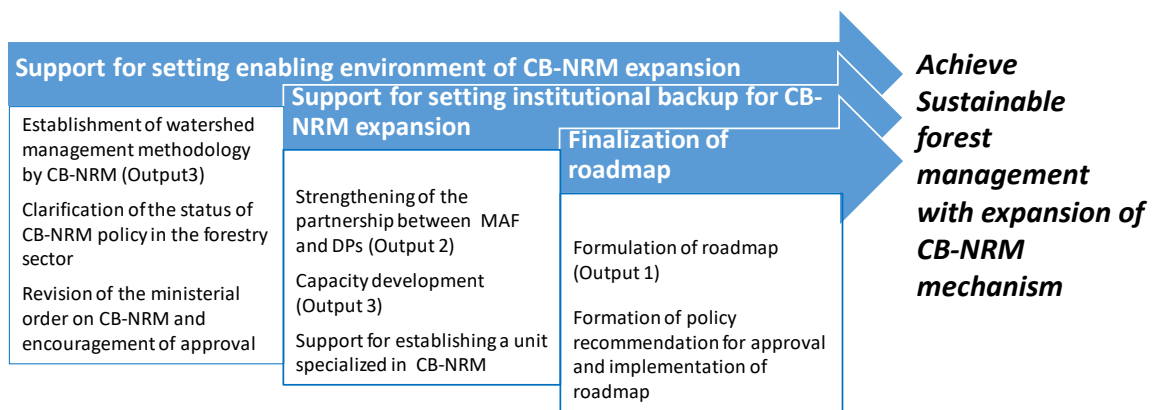 Support for setting enabling environment of CB-NRM expansion
Establishment of watershed
management methodology
by CB-NRM (Output3)
Clarification of the status of
CB-NRM policy in the forestry
sector
Revision of the ministerial
order on CB-NRM and
encouragement of approval
Support for setting institutional backup for CB-
NRM expansion
Strengthening of the
partnership between MAF
and DPs (Output 2)
Capacity development
(Output 3)
Support for establishing a unit
specialized in CB-NRM
Finalization of
roadmap
Formulation of roadmap
(Output 1)
Formation of policy
recommendation for approval
and implementation of
roadmap
Achieve
Sustainable
forest
management
with expansion of
CB-NRM
mechanism